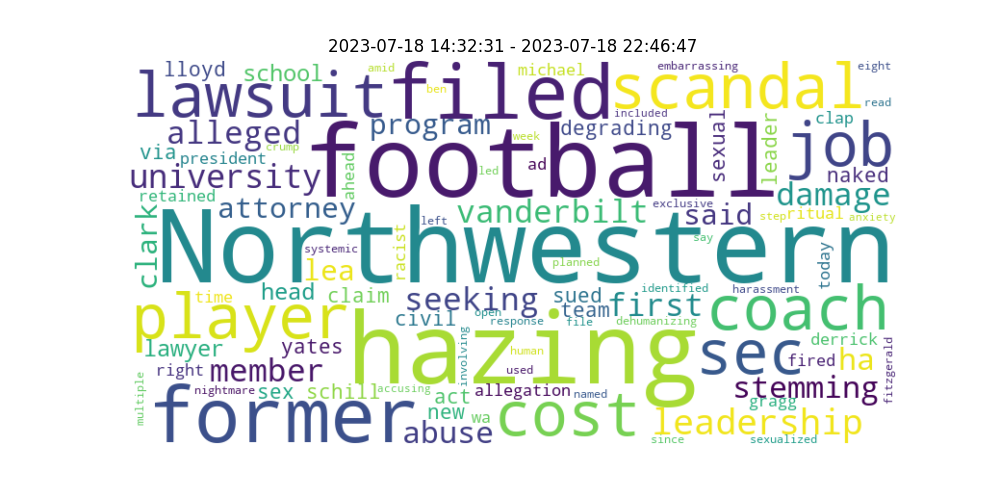 2023-07-18 14:32:31 - 2023-07-18 22:46:47
lloyd school amid michael embarrassing eight
lawsuit filed scandal ben read
alleged program included degrading clap job
crump week sexual leader
via president football ad naked
university ahead led damage
retained attorney vanderbilt exclusive said stepritual anxiety
clark left say
Northwestern
systemic racist planned today
lea
time head claim seeking sued identified harassment
player team first coach
civil open response file dehumanizing
lawyer yates hazing sec derrick
involving human fired ha
right member used fitzgerald
multiple nightmare sex schill accusing allegation named stemming
act gragg
former new wa cost leadership
abuse since sexualized